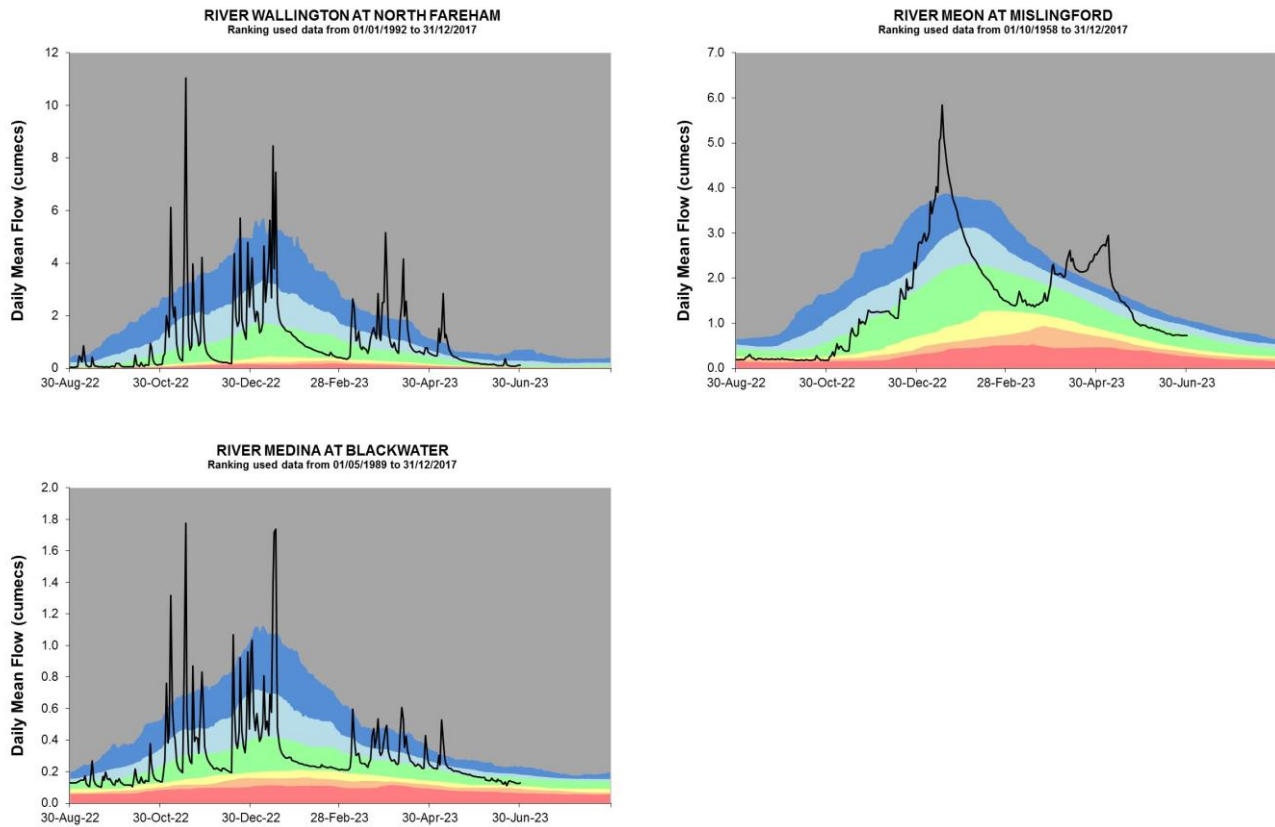 RIVER WALLINGTON AT NORTH FAREHAM
Ranking used data from 01/01/1992 to 31/12/2017
Daily Mean Flow (cumecs)
12
10
8
6
4
2
0
30-Aug-22 30-Oct-22 30-Dec-22 28-Feb-23 30-Apr-23 30-Jun-23
RIVER MEON AT MISLINGFORD
Ranking used data from 01/10/1958 to 31/12/2017
Daily Mean Flow (cumecs)
7.0
6.0
5.0
4.0
3.0
2.0
1.0
0.0
30-Aug-22 30-Oct-22 30-Dec-22 28-Feb-23 30-Apr-23 30-Jun-23
RIVER MEDINA AT BLACKWATER
Ranking used data from 01/05/1989 to 31/12/2017
Daily Mean Flow (cumecs)
2.0
1.8
1.6
1.4
1.2
1.0
0.8
0.6
0.4
0.2
0.0
30-Aug-22 30-Oct-22 30-Dec-22 28-Feb-23 30-Apr-23 30-Jun-23